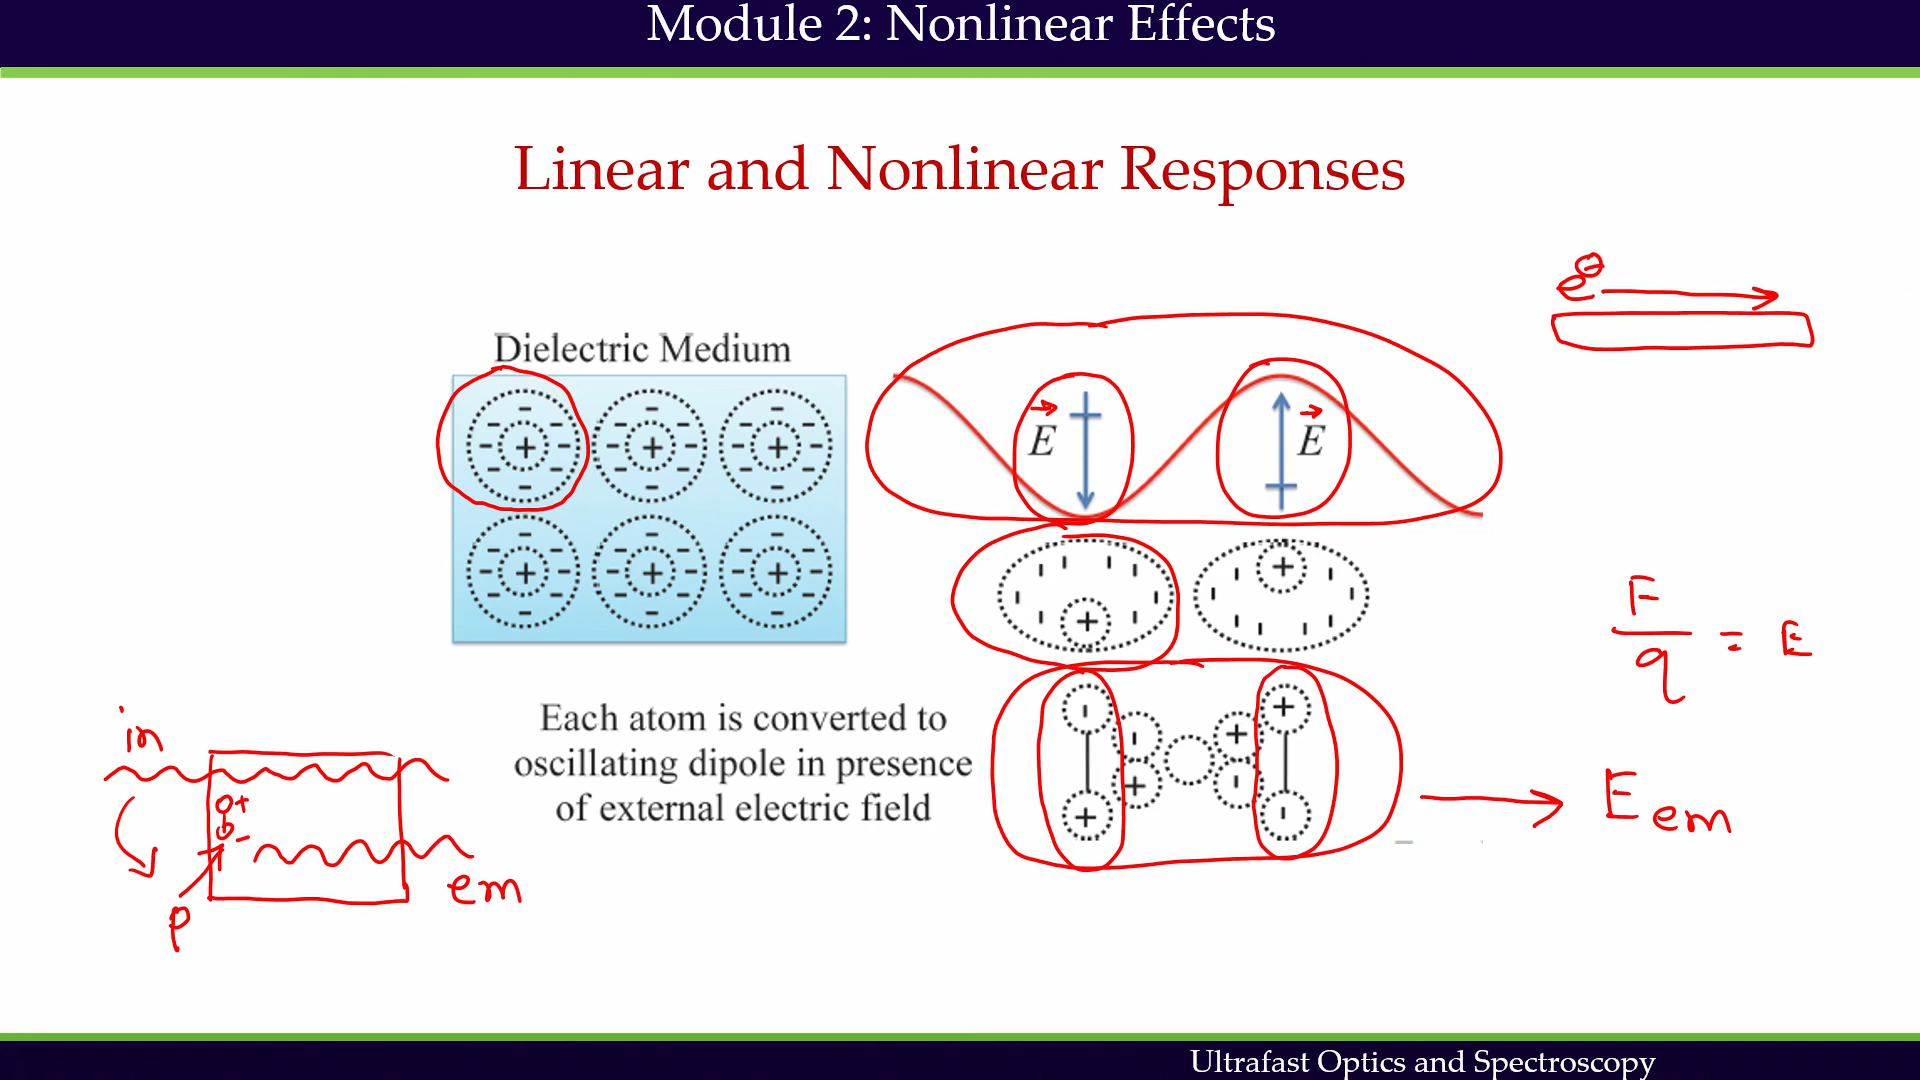 Module 2: Nonlinear Effects
Linear and Nonlinear Responses
e⊖
Dielectric Medium
E⃗
E⃗
F/q = E
Each atom is converted to
oscillating dipole in presence
of external electric field
in
E em
em
P
Ultrafast Optics and Spectroscopy